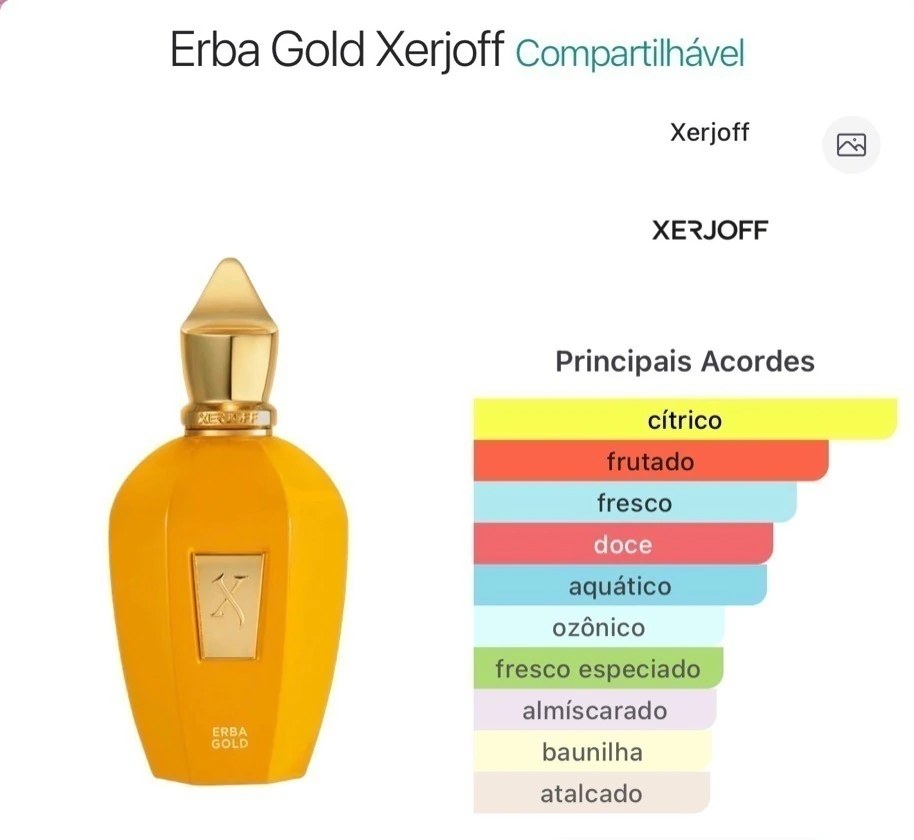 Erba Gold Xerjoff Compartilhável
Xerjoff
XERJOFF
XERJOFF
X
ERBA
GOLD
Principais Acordes
cítrico
frutado
fresco
doce
aquático
ozônico
fresco especiado
almíscarado
baunilha
atalcado